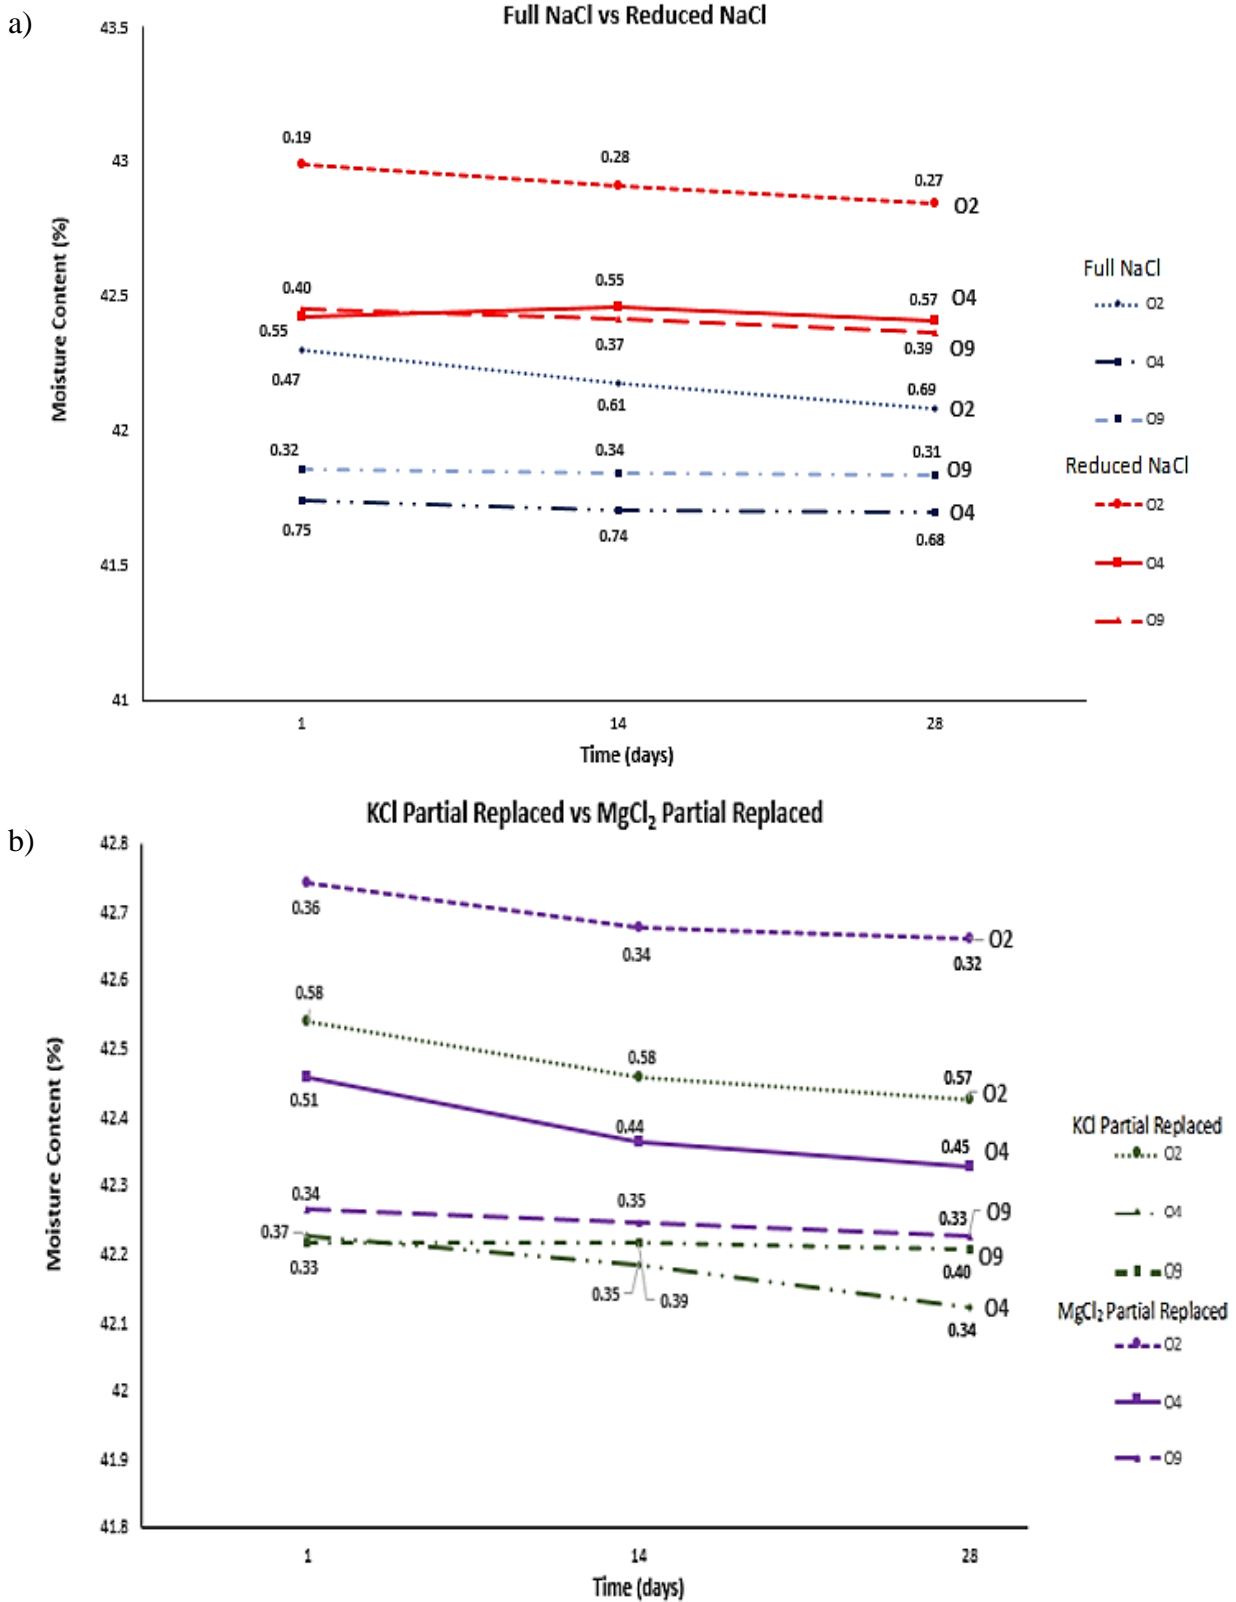 a)
Full NaCl vs Reduced NaCl
43.5
43
42.5
42
41.5
41
Moisture Content (%)
0.19
0.28
0.27
O2
0.40
0.55
0.57
O4
0.55
0.37
0.39
O9
0.47
0.61
0.69
O2
0.32
0.34
0.31
O9
0.75
0.74
0.68
O4
1
14
28
Time (days)
Full NaCl
O2
O4
O9
Reduced NaCl
O2
O4
O9
b)
KCl Partial Replaced vs MgCl₂ Partial Replaced
42.8
42.7
42.6
42.5
42.4
42.3
42.2
42.1
42
41.9
41.8
Moisture Content (%)
0.36
0.34
0.32
O2
0.58
0.58
0.57
O2
0.51
0.44
0.45
O4
0.34
0.35
0.33
O9
0.37
0.33
0.35
0.39
0.40
O9
0.34
O4
1
14
28
Time (days)
KCl Partial Replaced
O2
O4
O9
MgCl₂ Partial Replaced
O2
O4
O9